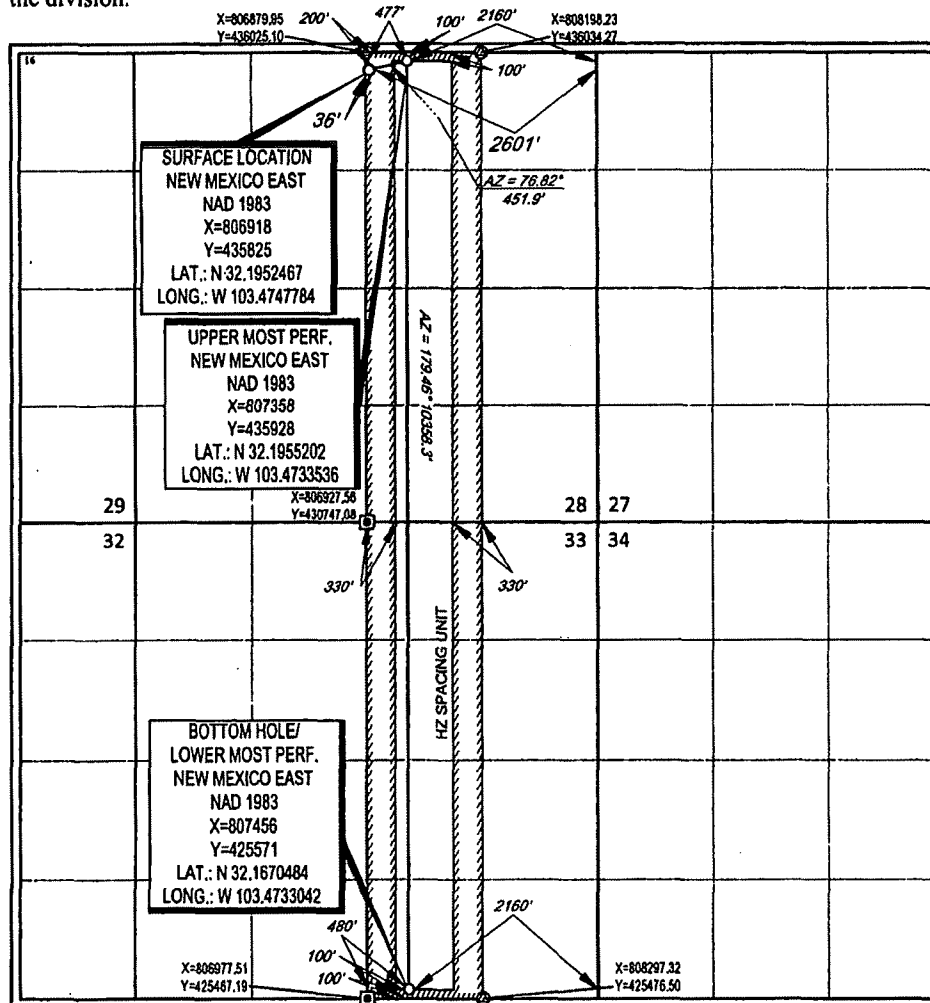 the division.
X=806879.95
Y=436025.10
200'
477'
100'
2160'
X=808198.23
Y=436034.27
16
100'
36'
2601'
SURFACE LOCATION
NEW MEXICO EAST
NAD 1983
X=806918
Y=435825
LAT.: N 32.1952467
LONG.: W 103.4747784
AZ = 76.82°
451.9'
UPPER MOST PERF.
NEW MEXICO EAST
NAD 1983
X=807358
Y=435928
LAT.: N 32.1955202
LONG.: W 103.4733536
AZ = 179.46° 10358.3'
X=806927.56
Y=430747.08
29
28
27
32
33
34
330'
330'
HZ SPACING UNIT
BOTTOM HOLE/
LOWER MOST PERF.
NEW MEXICO EAST
NAD 1983
X=807456
Y=425571
LAT.: N 32.1670484
LONG.: W 103.4733042
480'
2160'
100'
100'
X=806977.51
Y=425467.19
X=808297.32
Y=425476.50